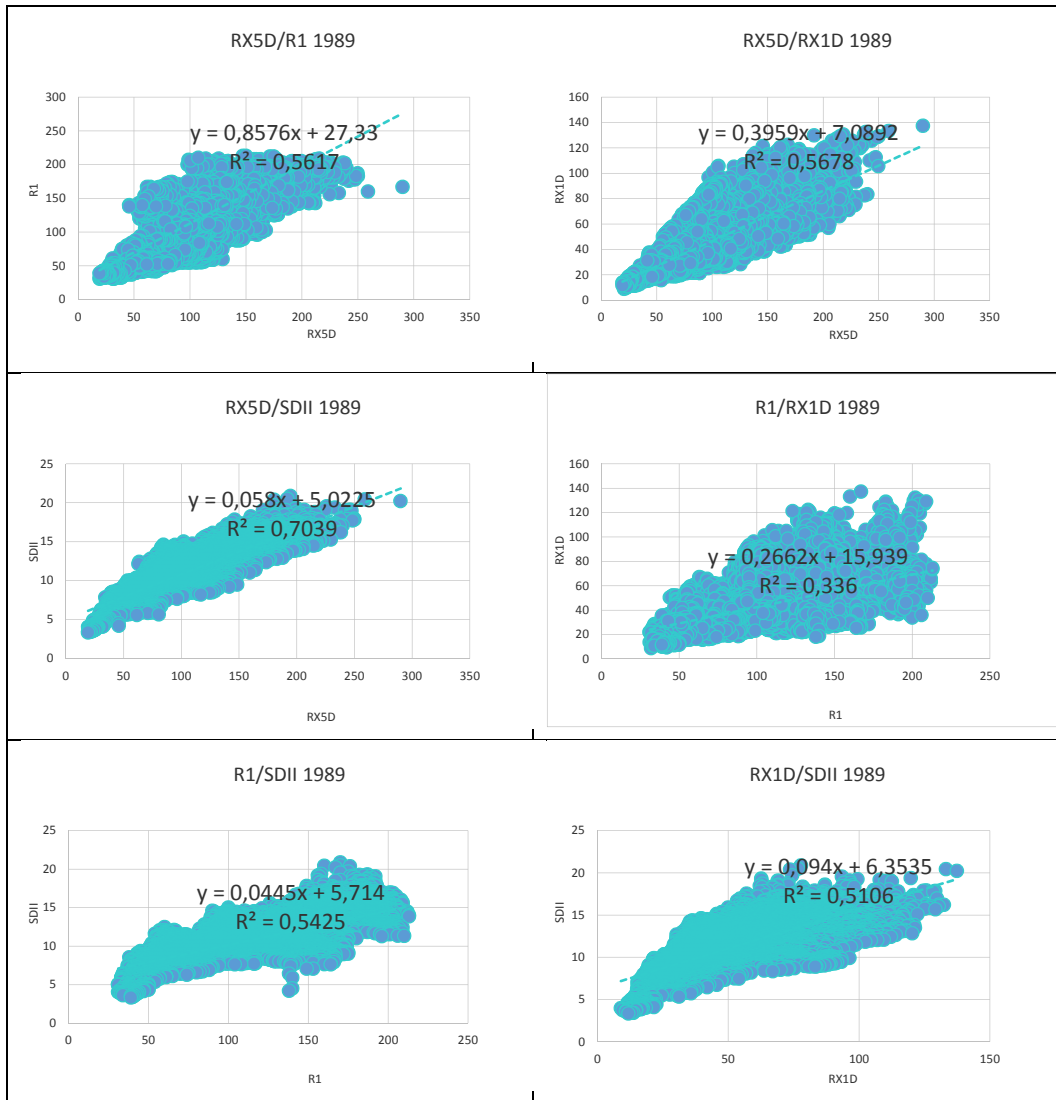 RX5D/R1 1989
R1
300
250
200
150
100
50
0
y = 0,8576x + 27,33
R² = 0,5617
0 50 100 150 200 250 300 350
RX5D
RX5D/RX1D 1989
RX1D
160
140
120
100
80
60
40
20
0
y = 0,3959x + 7,0892
R² = 0,5678
0 50 100 150 200 250 300 350
RX5D
RX5D/SDII 1989
SDII
25
20
15
10
5
0
y = 0,058x + 5,0225
R² = 0,7039
0 50 100 150 200 250 300 350
RX5D
R1/RX1D 1989
RX1D
160
140
120
100
80
60
40
20
0
y = 0,2662x + 15,939
R² = 0,336
0 50 100 150 200 250
R1
R1/SDII 1989
SDII
25
20
15
10
5
0
y = 0,0445x + 5,714
R² = 0,5425
0 50 100 150 200 250
R1
RX1D/SDII 1989
SDII
25
20
15
10
5
0
y = 0,094x + 6,3535
R² = 0,5106
0 50 100 150
RX1D